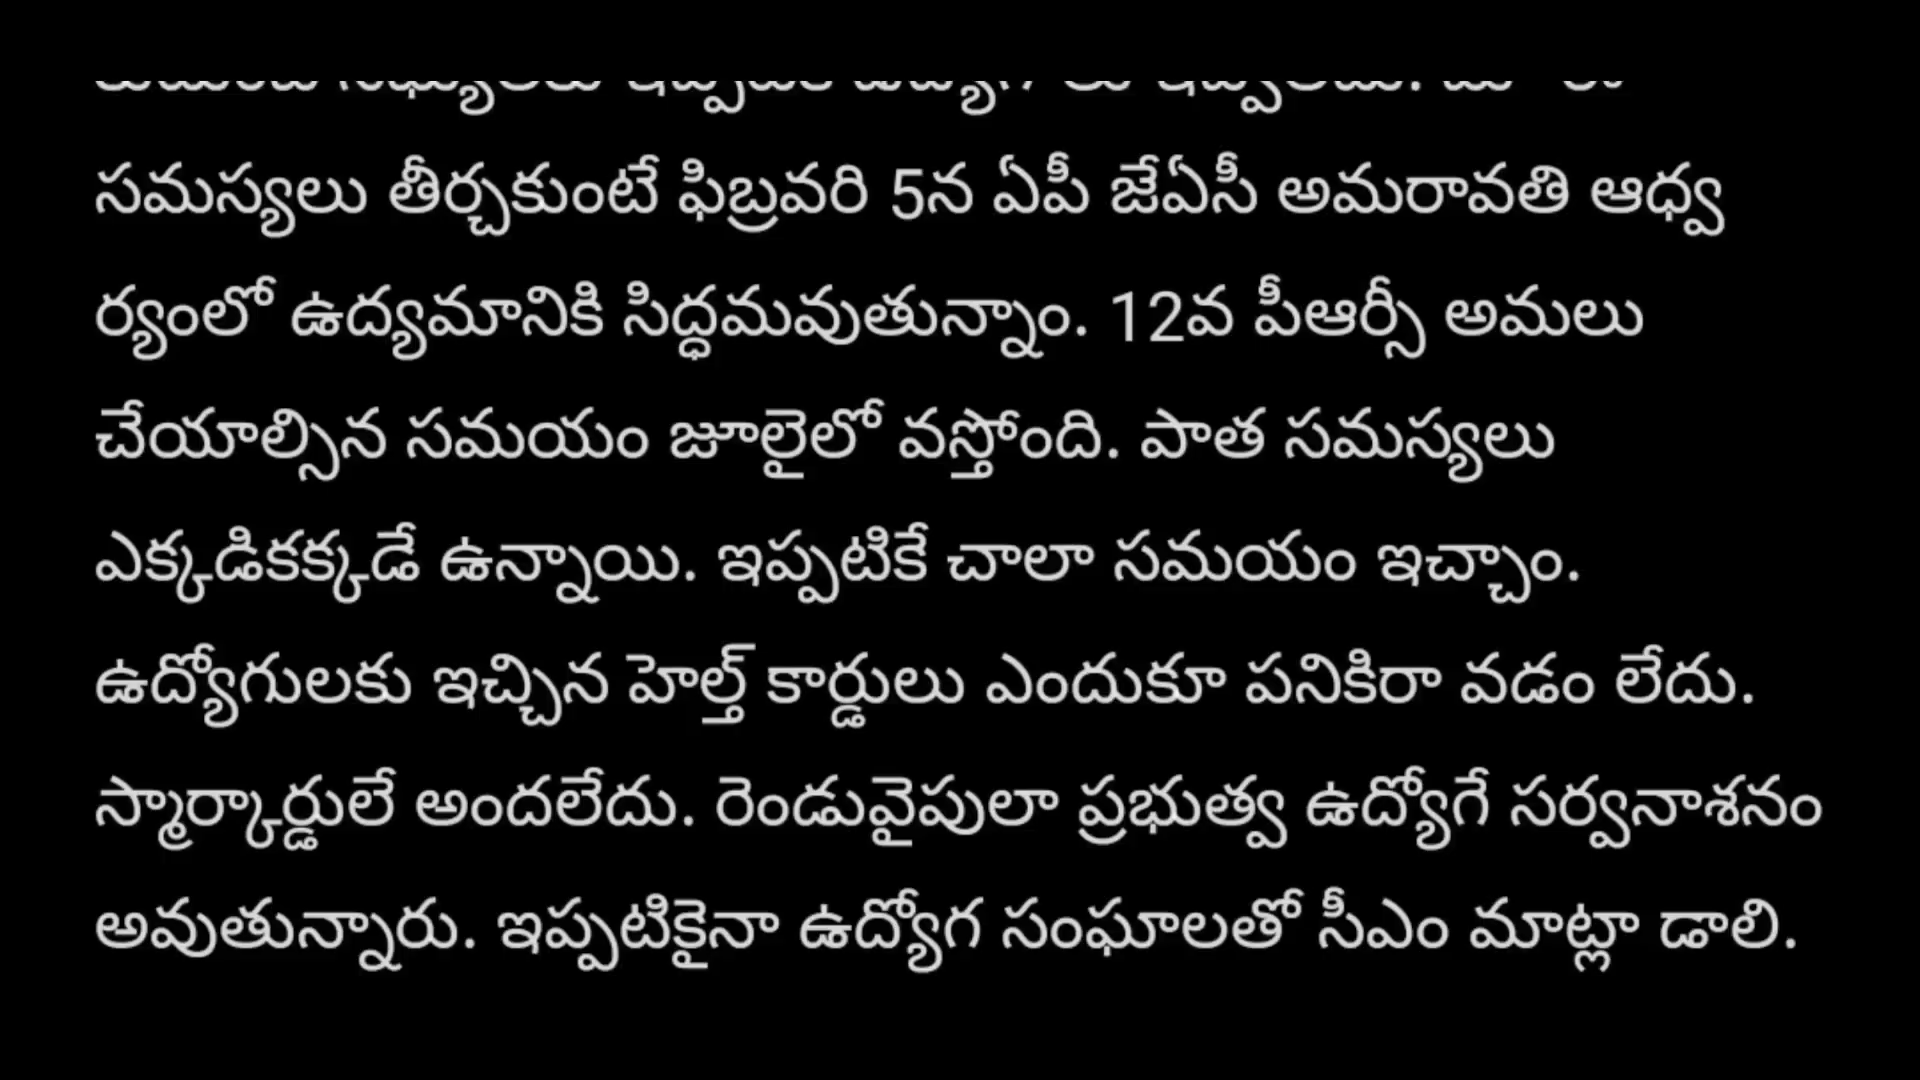 సమస్యలు తీర్చకుంటే ఫిబ్రవరి 5న ఏపీ జేఏసీ అమరావతి ఆధ్వ
ర్యంలో ఉద్యమానికి సిద్ధమవుతున్నాం. 12వ పీఆర్సీ అమలు
చేయాల్సిన సమయం జూలైలో వస్తోంది. పాత సమస్యలు
ఎక్కడికక్కడే ఉన్నాయి. ఇప్పటికే చాలా సమయం ఇచ్చాం.
ఉద్యోగులకు ఇచ్చిన హెల్త్ కార్డులు ఎందుకూ పనికిరా వడం లేదు.
స్మార్కార్డులే అందలేదు. రెండువైపులా ప్రభుత్వ ఉద్యోగే సర్వనాశనం
అవుతున్నారు. ఇప్పటికైనా ఉద్యోగ సంఘాలతో సీఎం మాట్లా డాలి.